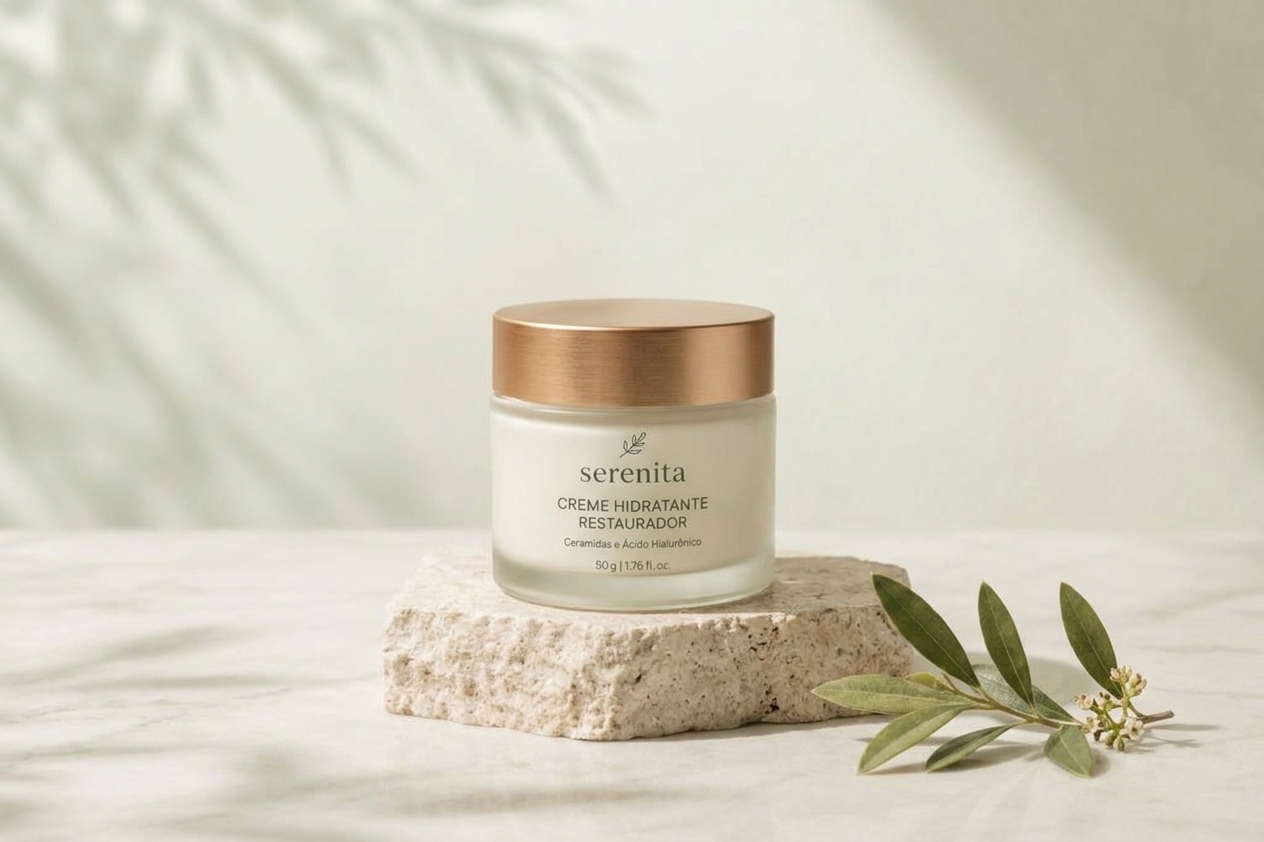 serenita
CREME HIDRATANTE
RESTAURADOR
Ceramidas e Ácido Hialurônico
50 g | 1.76 fl. oc.